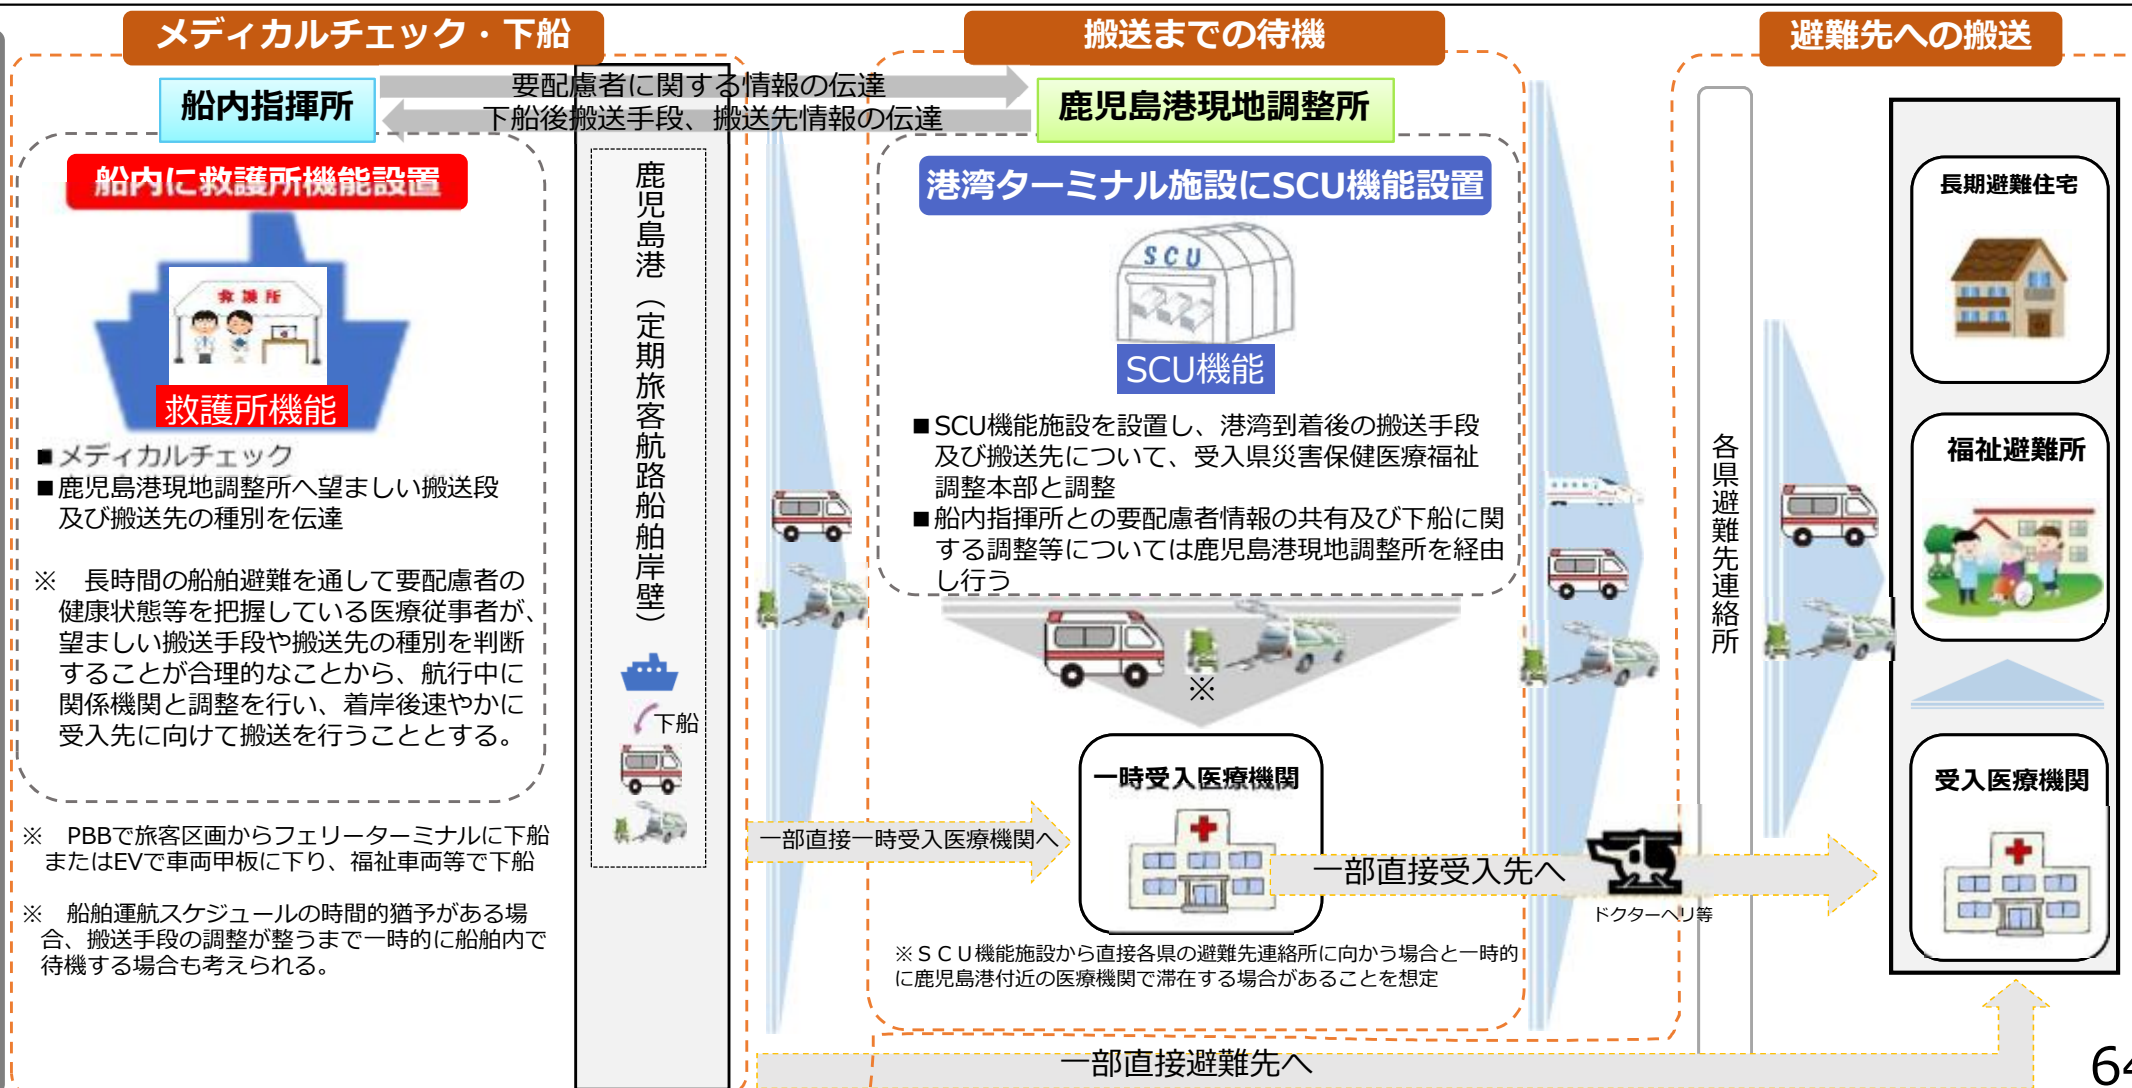 メディカルチェック・下船
搬送までの待機
避難先への搬送
船内指揮所
要配慮者に関する情報の伝達
下船後搬送手段、搬送先情報の伝達
鹿児島港現地調整所
船内に救護所機能設置
救護所
救護所機能
■メディカルチェック
■鹿児島港現地調整所へ望ましい搬送段
及び搬送先の種別を伝達
※　長時間の船舶避難を通して要配慮者の
健康状態等を把握している医療従事者が、
望ましい搬送手段や搬送先の種別を判断
することが合理的なことから、航行中に
関係機関と調整を行い、着岸後速やかに
受入先に向けて搬送を行うこととする。
※　PBBで旅客区画からフェリーターミナルに下船
またはEVで車両甲板に下り、福祉車両等で下船
※　船舶運航スケジュールの時間的猶予がある場
合、搬送手段の調整が整うまで一時的に船舶内で
待機する場合も考えられる。
鹿児島港（定期旅客航路船舶岸壁）
下船
港湾ターミナル施設にSCU機能設置
SCU
SCU機能
■SCU機能施設を設置し、港湾到着後の搬送手段
及び搬送先について、受入県災害保健医療福祉
調整本部と調整
■船内指揮所との要配慮者情報の共有及び下船に関
する調整等については鹿児島港現地調整所を経由
し行う
※
一時受入医療機関
一部直接一時受入医療機関へ
一部直接受入先へ
ドクターヘリ等
※ＳＣＵ機能施設から直接各県の避難先連絡所に向かう場合と一時的
に鹿児島港付近の医療機関で滞在する場合があることを想定
一部直接避難先へ
各県避難先連絡所
長期避難住宅
福祉避難所
受入医療機関
64